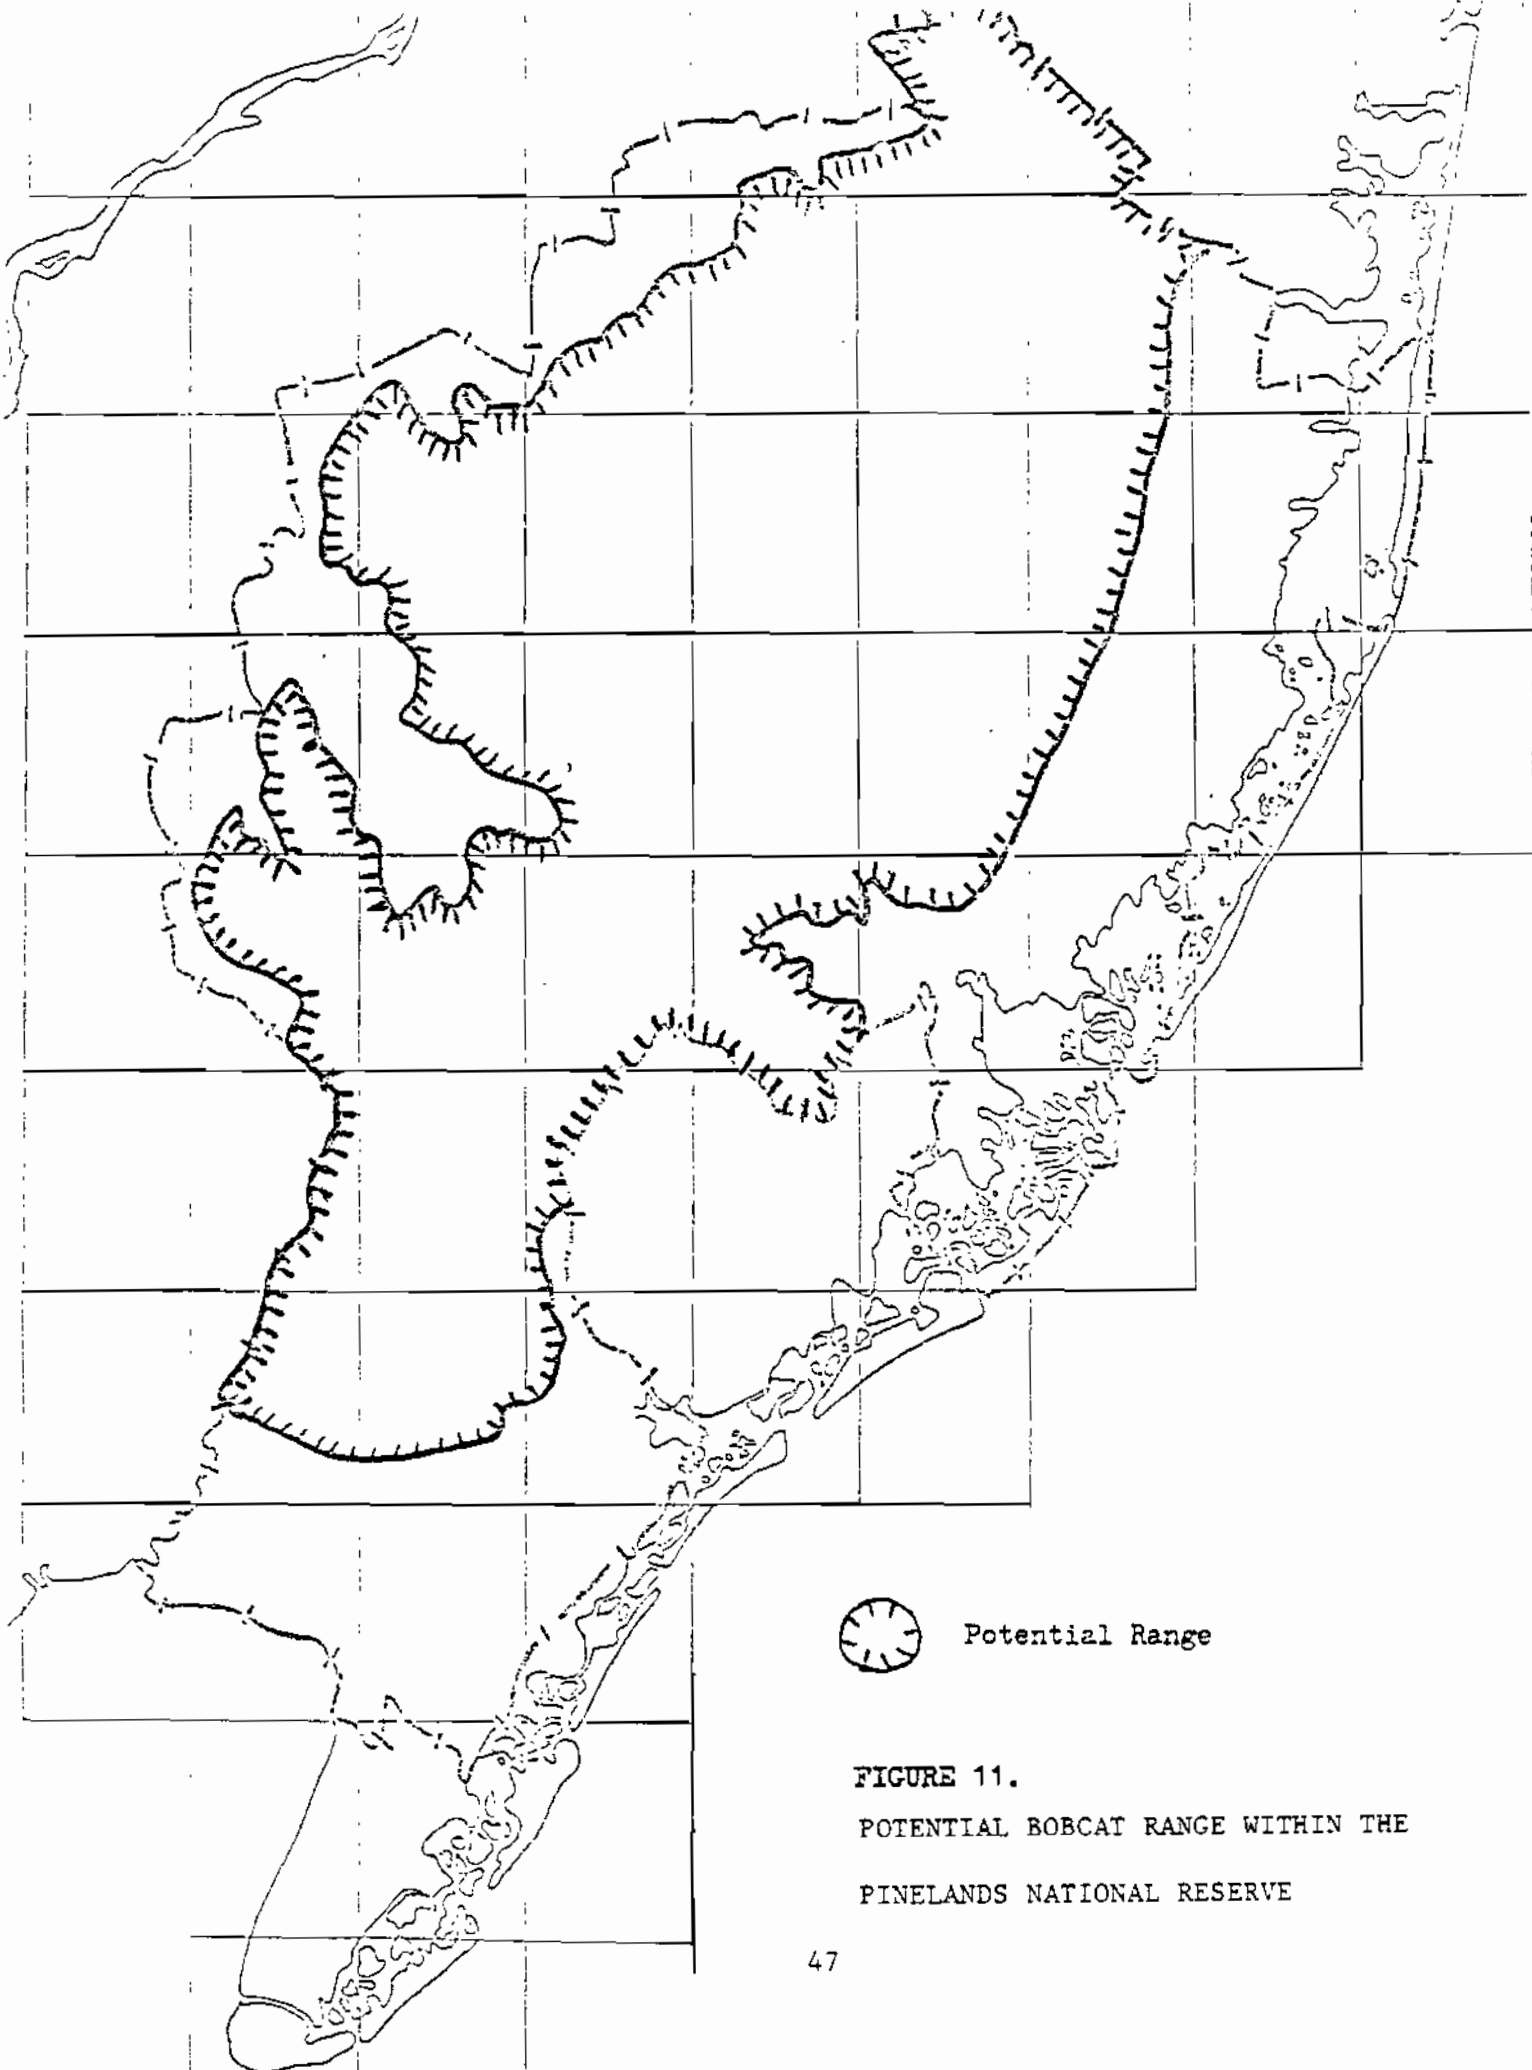 Potential Range
FIGURE 11.
POTENTIAL BOBCAT RANGE WITHIN THE
PINELANDS NATIONAL RESERVE
47